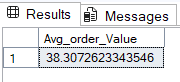 Results Messages
Avg_order_Value
1 38.3072623343546